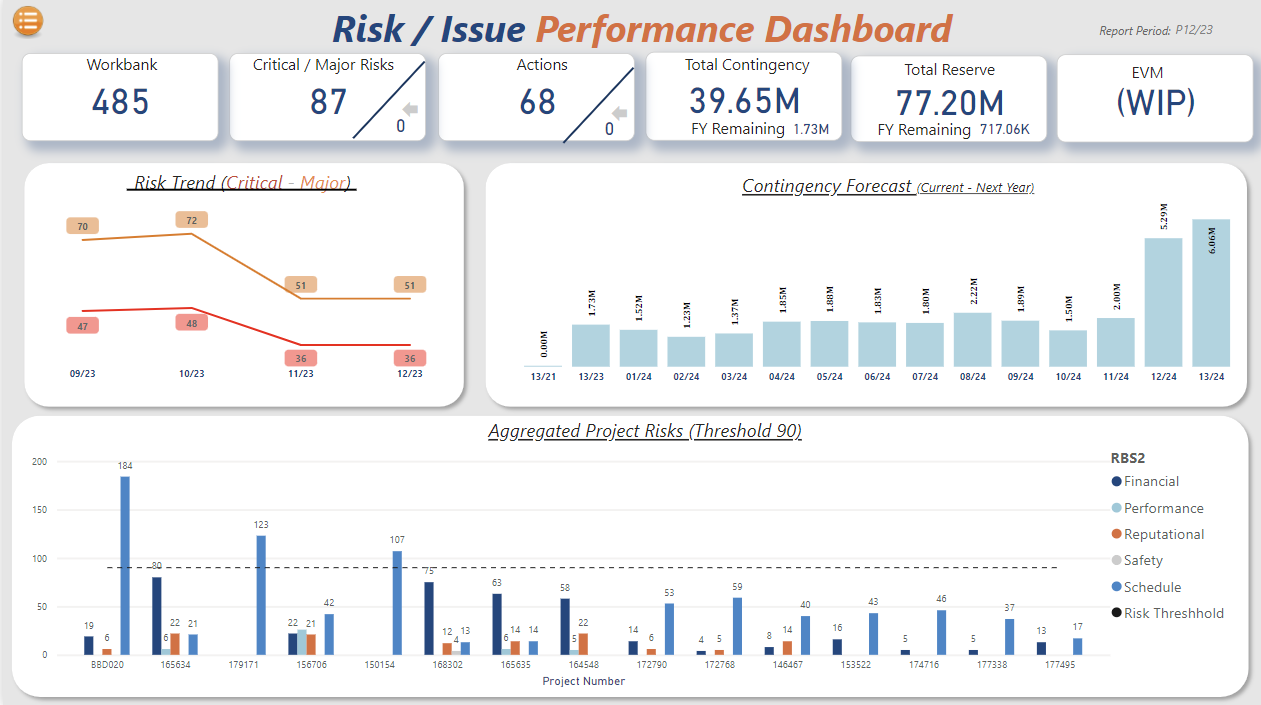 Risk / Issue Performance Dashboard
Report Period: P12/23
Workbank
485
Critical / Major Risks
87
0
Actions
68
0
Total Contingency
39.65M
FY Remaining 1.73M
Total Reserve
77.20M
FY Remaining 717.06K
EVM
(WIP)
Risk Trend (Critical - Major)
70 72 51 51
47 48 36 36
09/23 10/23 11/23 12/23
Contingency Forecast (Current - Next Year)
0.00M 1.73M 1.52M 1.23M 1.37M 1.85M 1.88M 1.83M 1.80M 2.22M 1.89M 1.50M 2.00M 5.29M 6.06M
13/21 13/23 01/24 02/24 03/24 04/24 05/24 06/24 07/24 08/24 09/24 10/24 11/24 12/24 13/24
Aggregated Project Risks (Threshold 90)
200
150
100
50
0
19 6 184
80 6 22 21
123
22 21 42
107
75 12 4 13
63 6 14 14
58 5 22
14 6 53
4 5 59
8 14 40
16 43
5 46
5 37
13 17
BBD020 165634 179171 156706 150154 168302 165635 164548 172790 172768 146467 153522 174716 177338 177495
Project Number
RBS2
Financial
Performance
Reputational
Safety
Schedule
Risk Threshhold